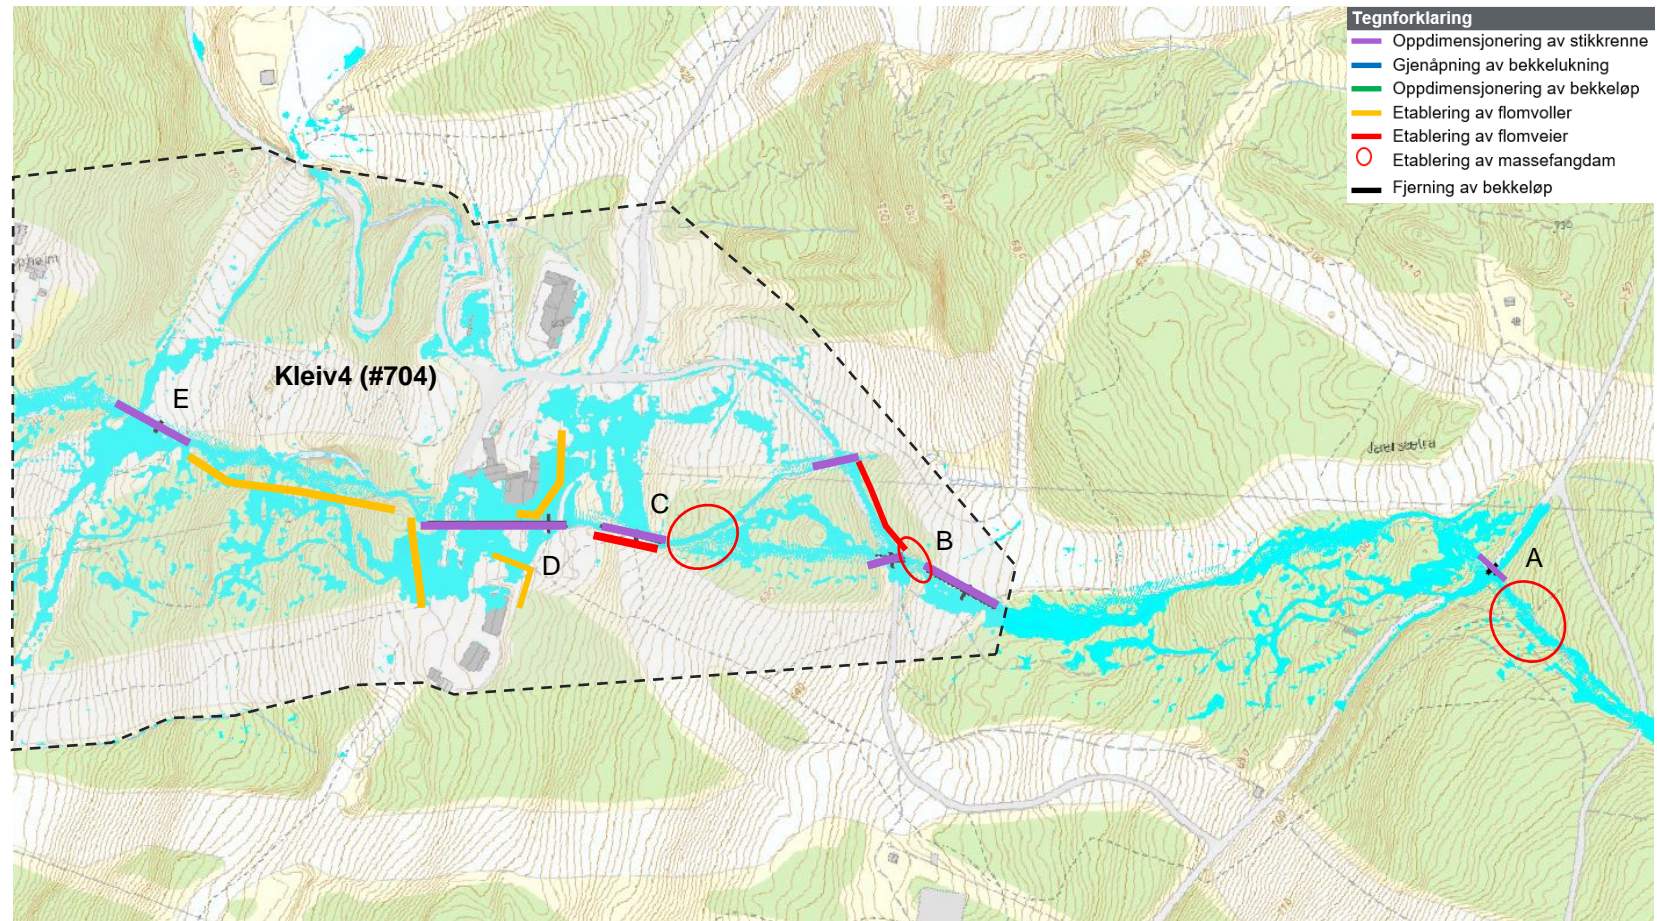 Tegnforklaring
Oppdimensjonering av stikkrenne
Gjenåpning av bekkelukning
Oppdimensjonering av bekkeløp
Etablering av flomvoller
Etablering av flomveier
Etablering av massefangdam
Fjerning av bekkeløp
Kleiv4 (#704)
E
C
B
A
D